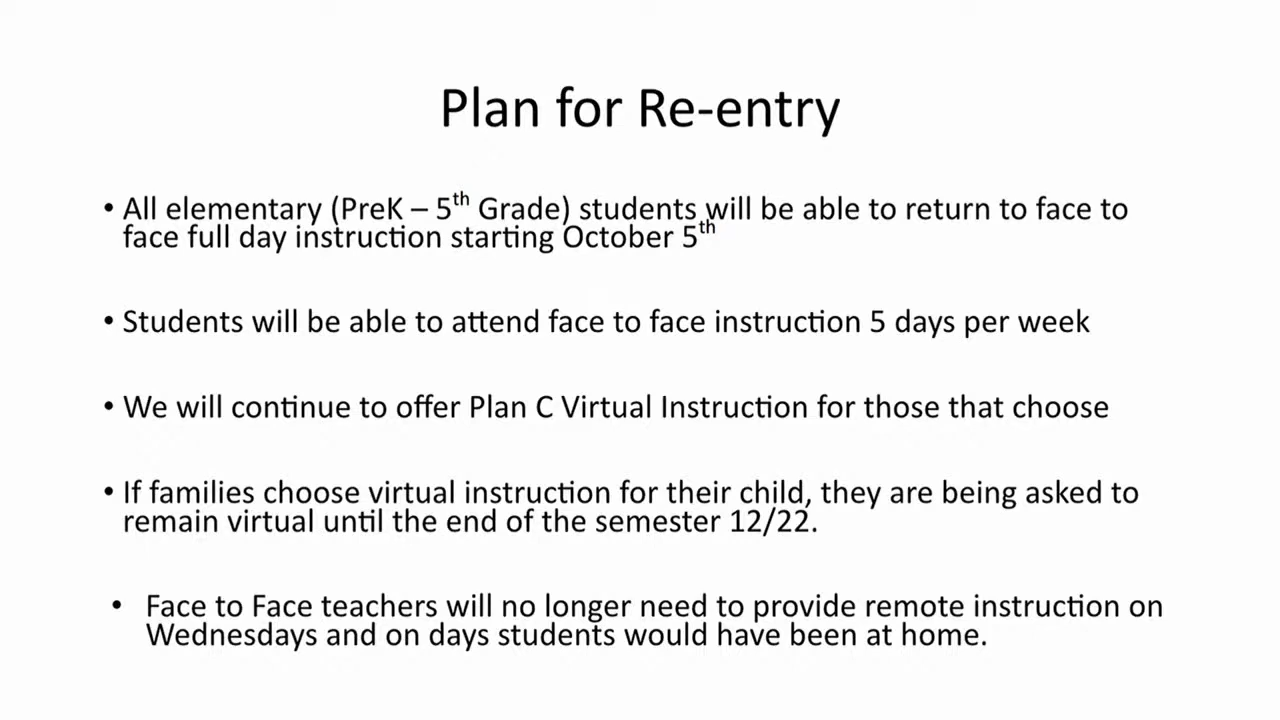 Plan for Re-entry
• All elementary (PreK – 5th Grade) students will be able to return to face to
face full day instruction starting October 5th
• Students will be able to attend face to face instruction 5 days per week
• We will continue to offer Plan C Virtual Instruction for those that choose
• If families choose virtual instruction for their child, they are being asked to
remain virtual until the end of the semester 12/22.
• Face to Face teachers will no longer need to provide remote instruction on
Wednesdays and on days students would have been at home.